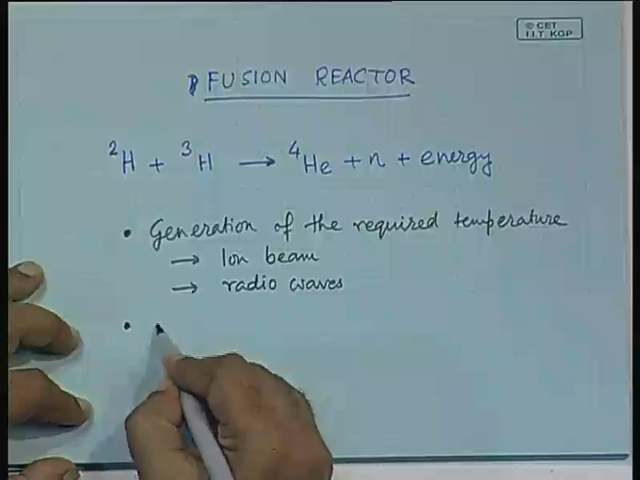 © CET
I.I.T. KGP
FUSION REACTOR
²H + ³H → ⁴He + n + energy
• Generation of the required temperature
→ Ion beam
→ radio waves
•